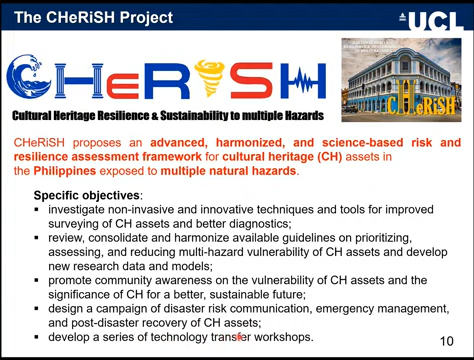 The CHeRiSH Project
UCL
CHeRiSH
Cultural Heritage Resilience & Sustainability to multiple Hazards
CHeRiSH
CHeRiSH proposes an advanced, harmonized, and science-based risk and
resilience assessment framework for cultural heritage (CH) assets in
the Philippines exposed to multiple natural hazards.
Specific objectives:
▪ investigate non-invasive and innovative techniques and tools for improved
surveying of CH assets and better diagnostics;
▪ review, consolidate and harmonize available guidelines on prioritizing,
assessing, and reducing multi-hazard vulnerability of CH assets and develop
new research data and models;
▪ promote community awareness on the vulnerability of CH assets and the
significance of CH for a better, sustainable future;
▪ design a campaign of disaster risk communication, emergency management,
and post-disaster recovery of CH assets;
▪ develop a series of technology transfer workshops.
10